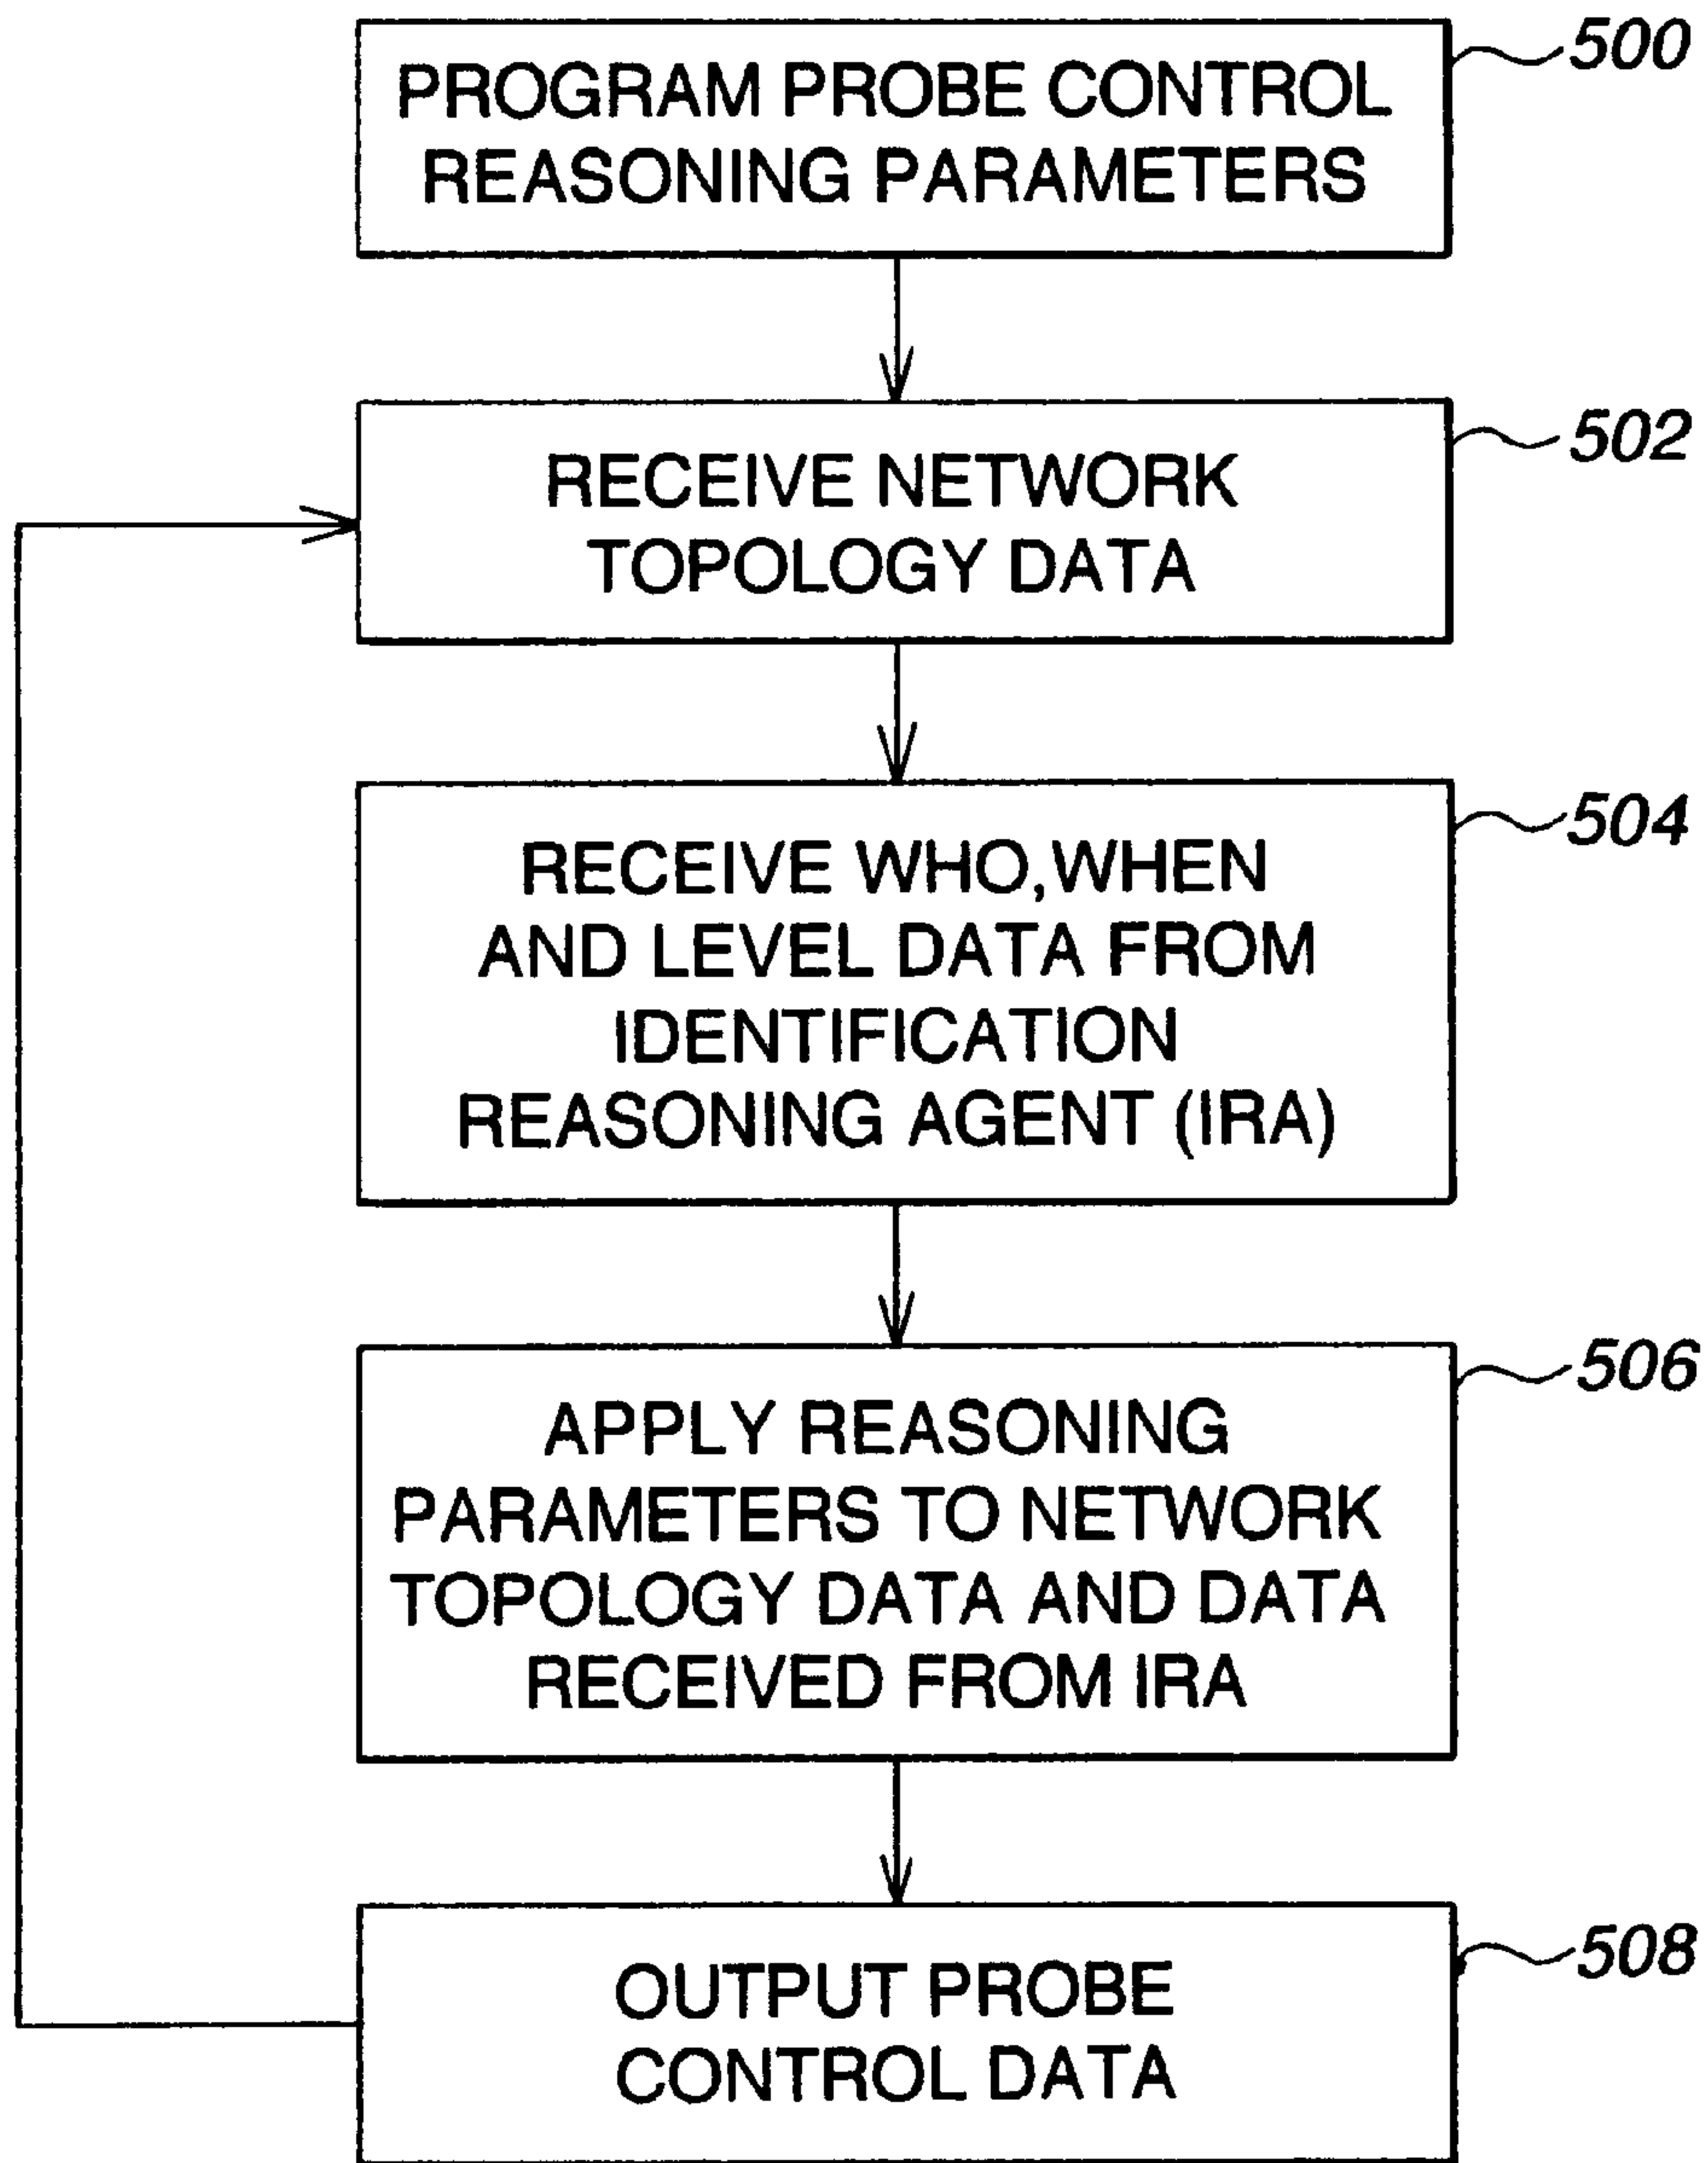 PROGRAM PROBE CONTROL
REASONING PARAMETERS
500
RECEIVE NETWORK
TOPOLOGY DATA
502
RECEIVE WHO,WHEN
AND LEVEL DATA FROM
IDENTIFICATION
REASONING AGENT (IRA)
504
APPLY REASONING
PARAMETERS TO NETWORK
TOPOLOGY DATA AND DATA
RECEIVED FROM IRA
506
OUTPUT PROBE
CONTROL DATA
508